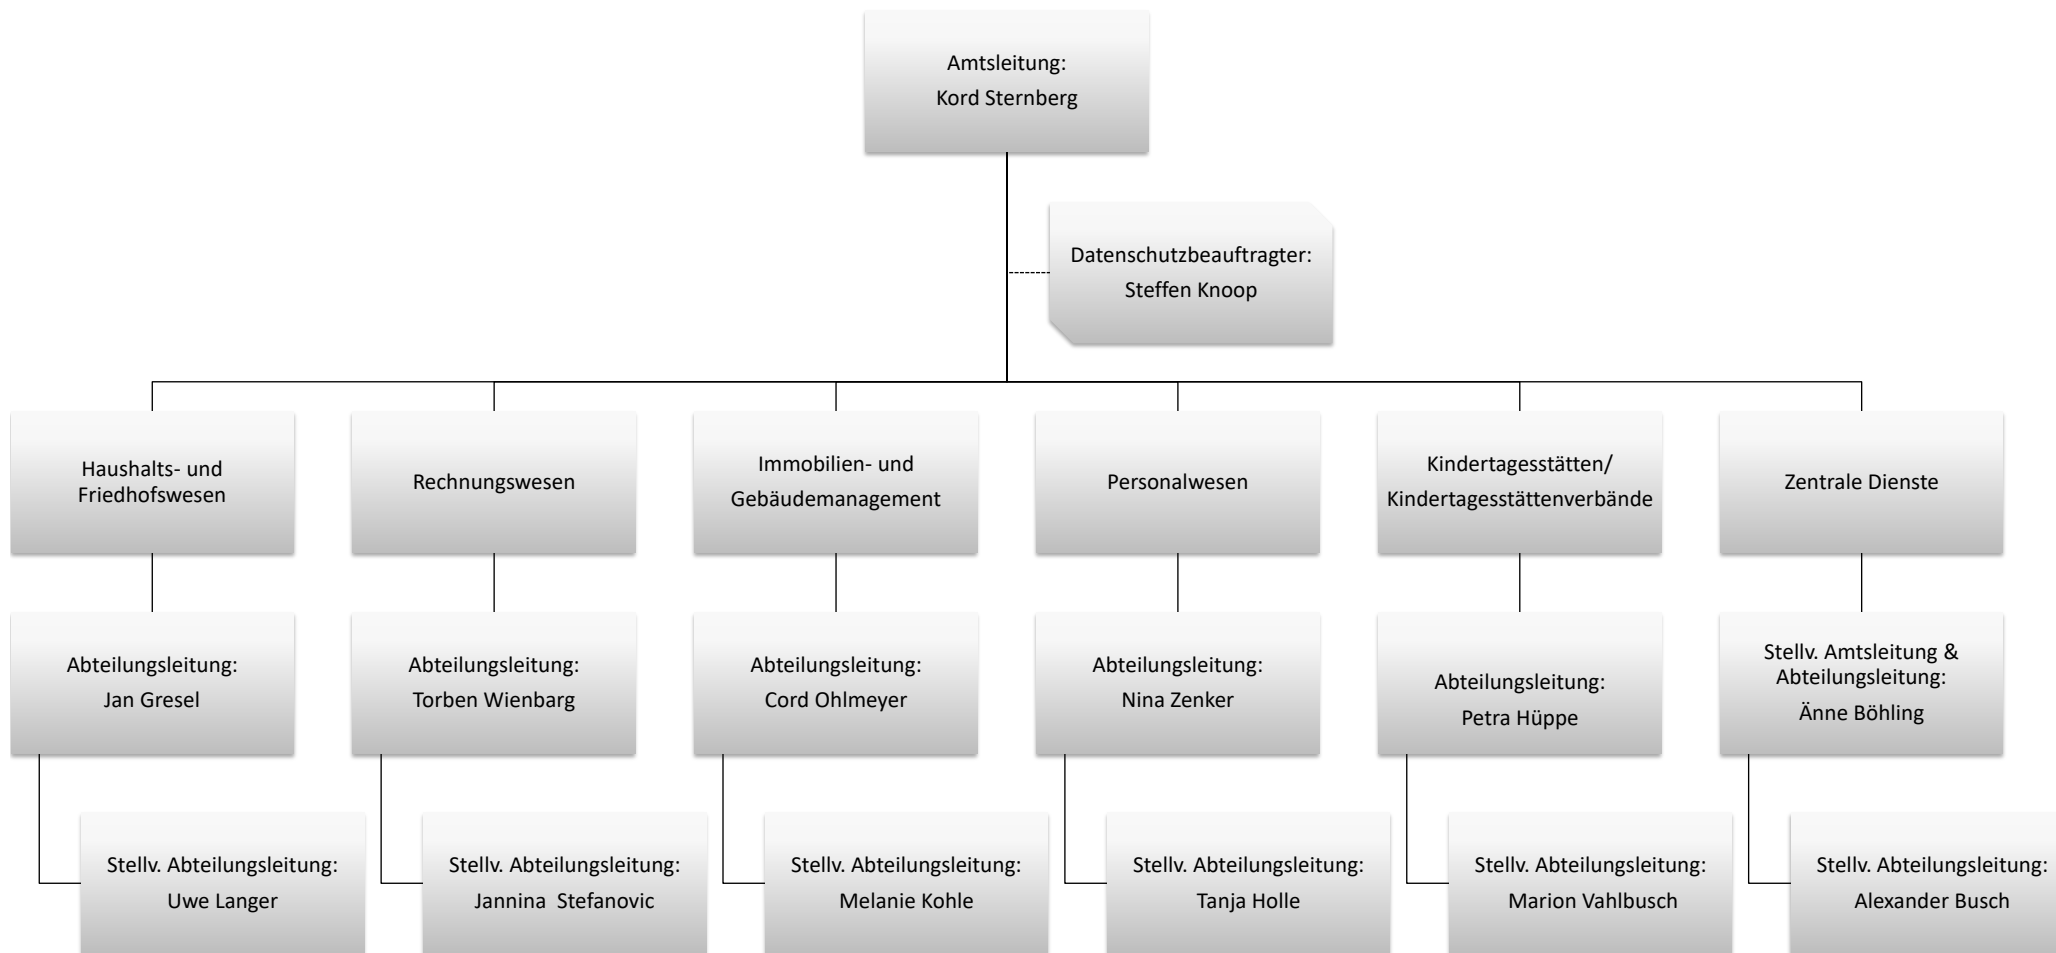 Amtsleitung:
Kord Sternberg
Datenschutzbeauftragter:
Steffen Knoop
Haushalts- und
Friedhofswesen
Rechnungswesen
Immobilien- und
Gebäudemanagement
Personalwesen
Kindertagesstätten/
Kindertagesstättenverbände
Zentrale Dienste
Abteilungsleitung:
Jan Gresel
Abteilungsleitung:
Torben Wienbarg
Abteilungsleitung:
Cord Ohlmeyer
Abteilungsleitung:
Nina Zenker
Abteilungsleitung:
Petra Hüppe
Stellv. Amtsleitung &
Abteilungsleitung:
Änne Böhling
Stellv. Abteilungsleitung:
Uwe Langer
Stellv. Abteilungsleitung:
Jannina  Stefanovic
Stellv. Abteilungsleitung:
Melanie Kohle
Stellv. Abteilungsleitung:
Tanja Holle
Stellv. Abteilungsleitung:
Marion Vahlbusch
Stellv. Abteilungsleitung:
Alexander Busch